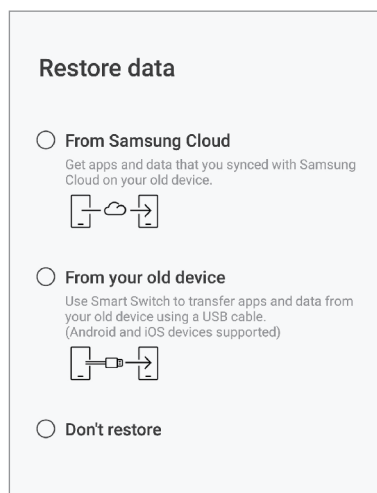 Restore data
From Samsung Cloud
Get apps and data that you synced with Samsung
Cloud on your old device.
From your old device
Use Smart Switch to transfer apps and data from
your old device using a USB cable.
(Android and iOS devices supported)
Don't restore